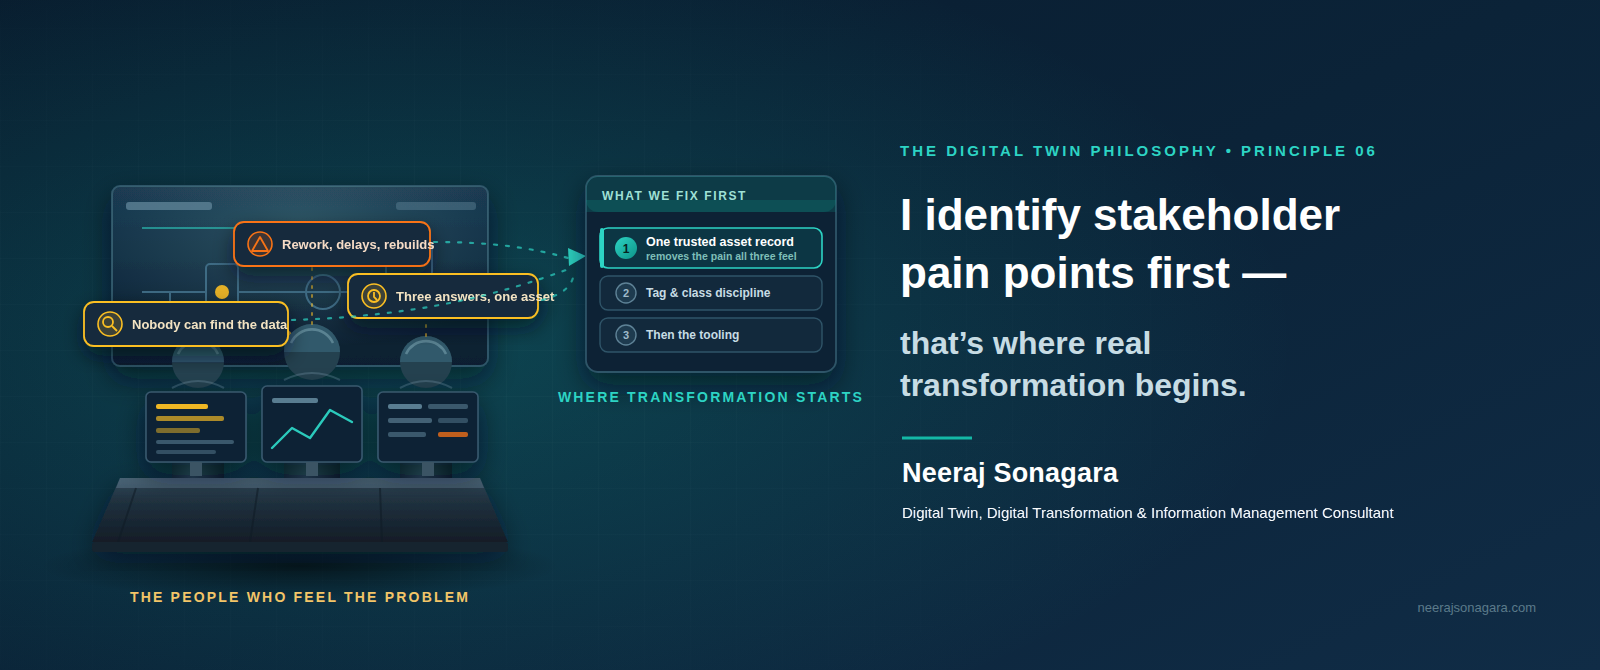 Rework, delays, rebuilds
Three answers, one asset
Nobody can find the data
THE PEOPLE WHO FEEL THE PROBLEM
WHAT WE FIX FIRST
1
One trusted asset record
removes the pain all three feel
2
Tag & class discipline
3
Then the tooling
WHERE TRANSFORMATION STARTS
THE DIGITAL TWIN PHILOSOPHY • PRINCIPLE 06
I identify stakeholder
pain points first —
that’s where real
transformation begins.
Neeraj Sonagara
Digital Twin, Digital Transformation & Information Management Consultant
neerajsonagara.com